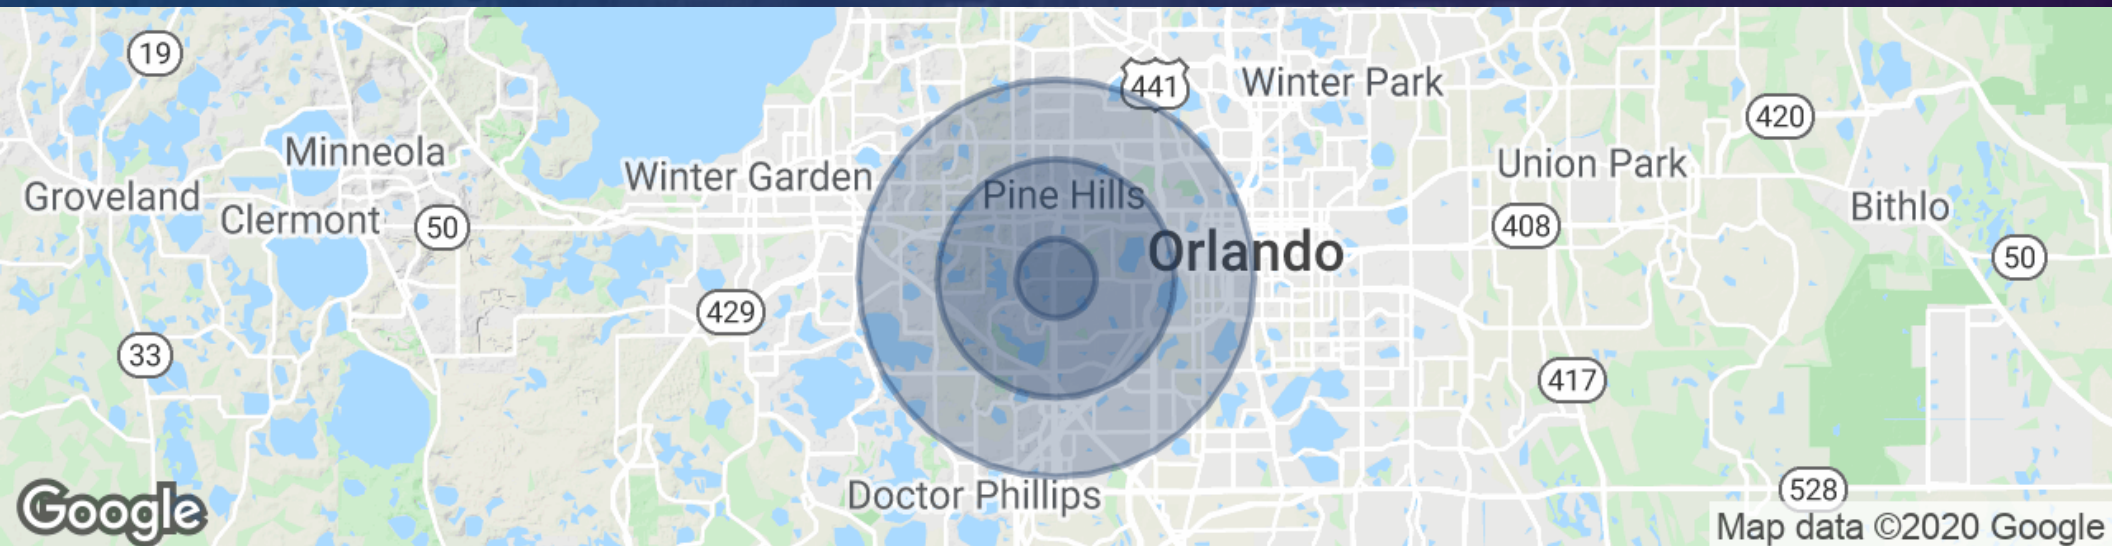 19
441
Winter Park
420
Minneola
Winter Garden
Union Park
Groveland
Pine Hills
Clermont
50
408
Bithlo
Orlando
50
429
33
417
Doctor Phillips
528
Google
Map data ©2020 Google